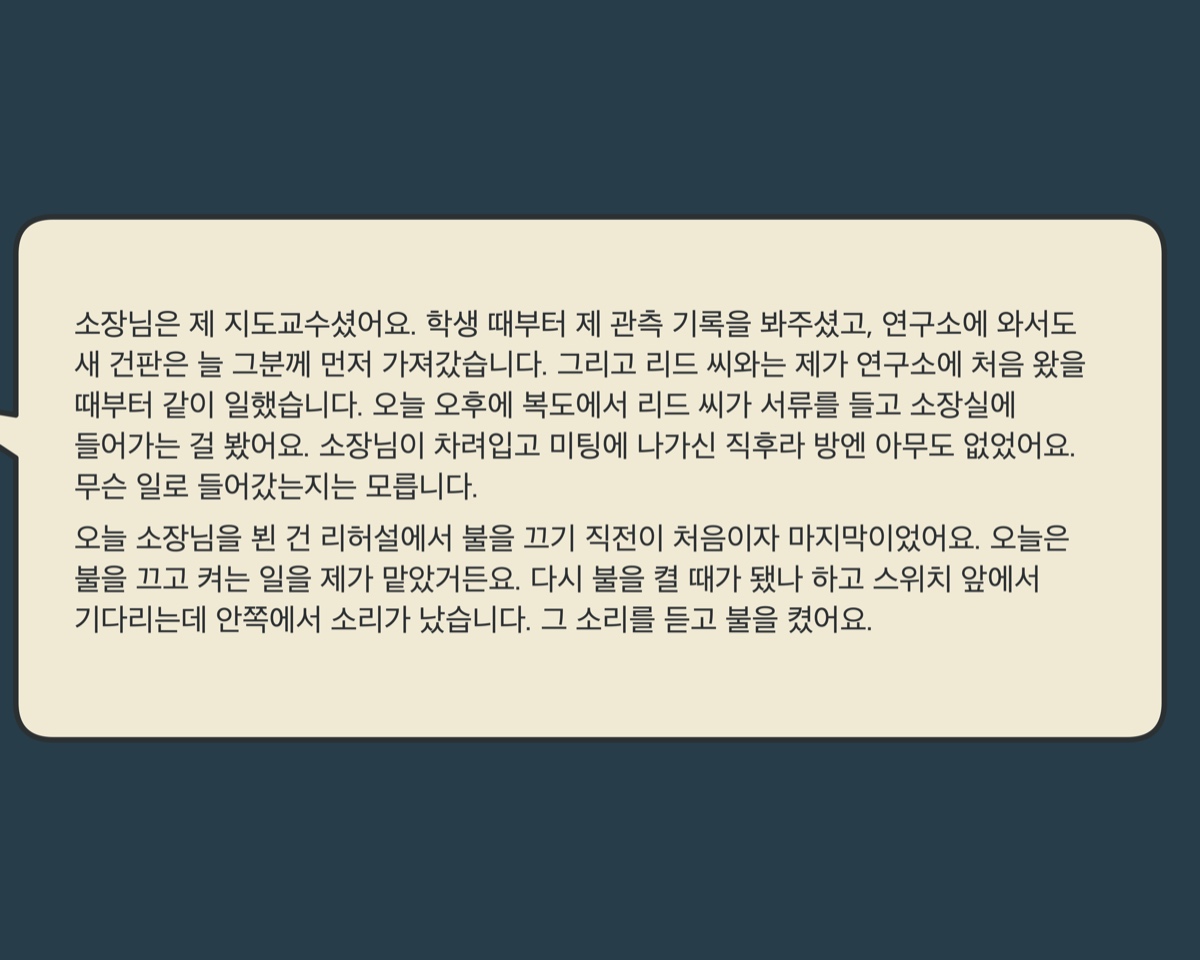 소장님은 제 지도교수셨어요. 학생 때부터 제 관측 기록을 봐주셨고, 연구소에 와서도
새 건판은 늘 그분께 먼저 가져갔습니다. 그리고 리드 씨와는 제가 연구소에 처음 왔을
때부터 같이 일했습니다. 오늘 오후에 복도에서 리드 씨가 서류를 들고 소장실에
들어가는 걸 봤어요. 소장님이 차려입고 미팅에 나가신 직후라 방엔 아무도 없었어요.
무슨 일로 들어갔는지는 모릅니다.
오늘 소장님을 뵌 건 리허설에서 불을 끄기 직전이 처음이자 마지막이었어요. 오늘은
불을 끄고 켜는 일을 제가 맡았거든요. 다시 불을 켤 때가 됐나 하고 스위치 앞에서
기다리는데 안쪽에서 소리가 났습니다. 그 소리를 듣고 불을 켰어요.